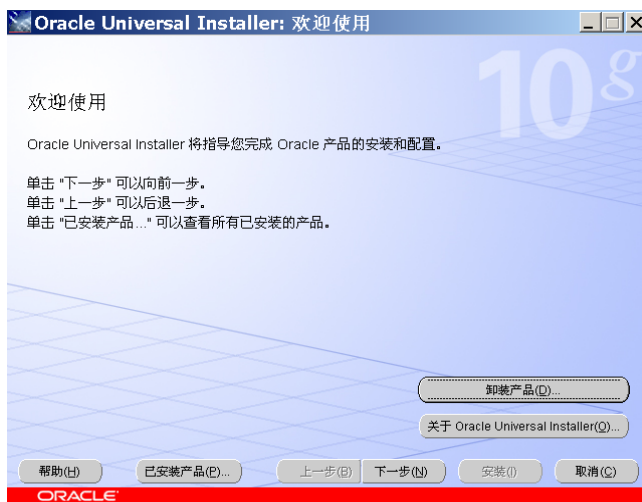 Oracle Universal Installer: 欢迎使用
10g
欢迎使用
Oracle Universal Installer 将指导您完成 Oracle 产品的安装和配置。
单击 "下一步" 可以向前一步。
单击 "上一步" 可以后退一步。
单击 "已安装产品..." 可以查看所有已安装的产品。
卸装产品(D)...
关于 Oracle Universal Installer(O)...
帮助(H) 已安装产品(P)... 上一步(B) 下一步(N) 安装(I) 取消(C)
ORACLE